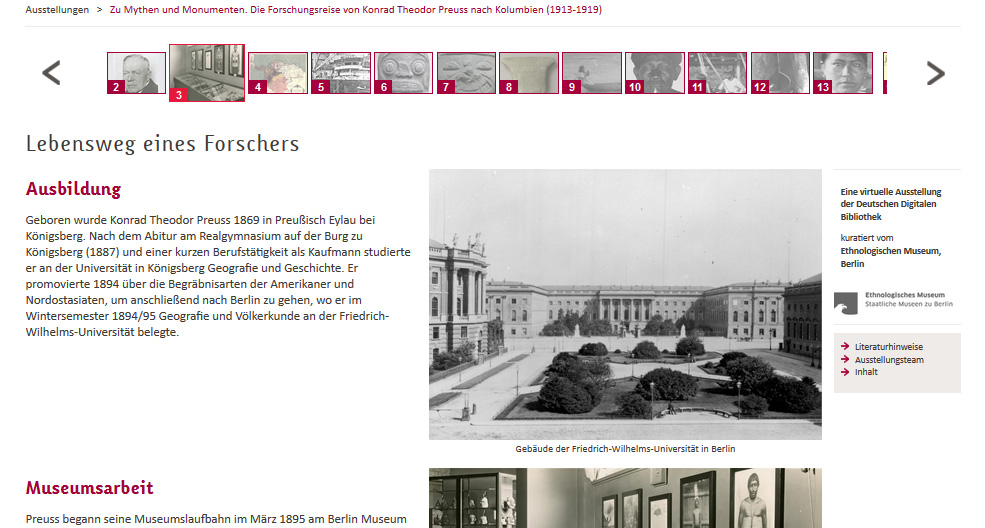 Ausstellungen > Zu Mythen und Monumenten. Die Forschungsreise von Konrad Theodor Preuss nach Kolumbien (1913-1919)
2 3 4 5 6 7 8 9 10 11 12 13
Lebensweg eines Forschers
Ausbildung
Geboren wurde Konrad Theodor Preuss 1869 in Preußisch Eylau bei
Königsberg. Nach dem Abitur am Realgymnasium auf der Burg zu
Königsberg (1887) und einer kurzen Berufstätigkeit als Kaufmann studierte
er an der Universität in Königsberg Geografie und Geschichte. Er
promovierte 1894 über die Begräbnisarten der Amerikaner und
Nordostasiaten, um anschließend nach Berlin zu gehen, wo er im
Wintersemester 1894/95 Geografie und Völkerkunde an der Friedrich-
Wilhelms-Universität belegte.
Gebäude der Friedrich-Wilhelms-Universität in Berlin
Museumsarbeit
Preuss begann seine Museumslaufbahn im März 1895 am Berlin Museum
Eine virtuelle Ausstellung
der Deutschen Digitalen
Bibliothek
kuratiert vom
Ethnologischen Museum,
Berlin
Ethnologisches Museum
Staatliche Museen zu Berlin
Literaturhinweise
Ausstellungsteam
Inhalt